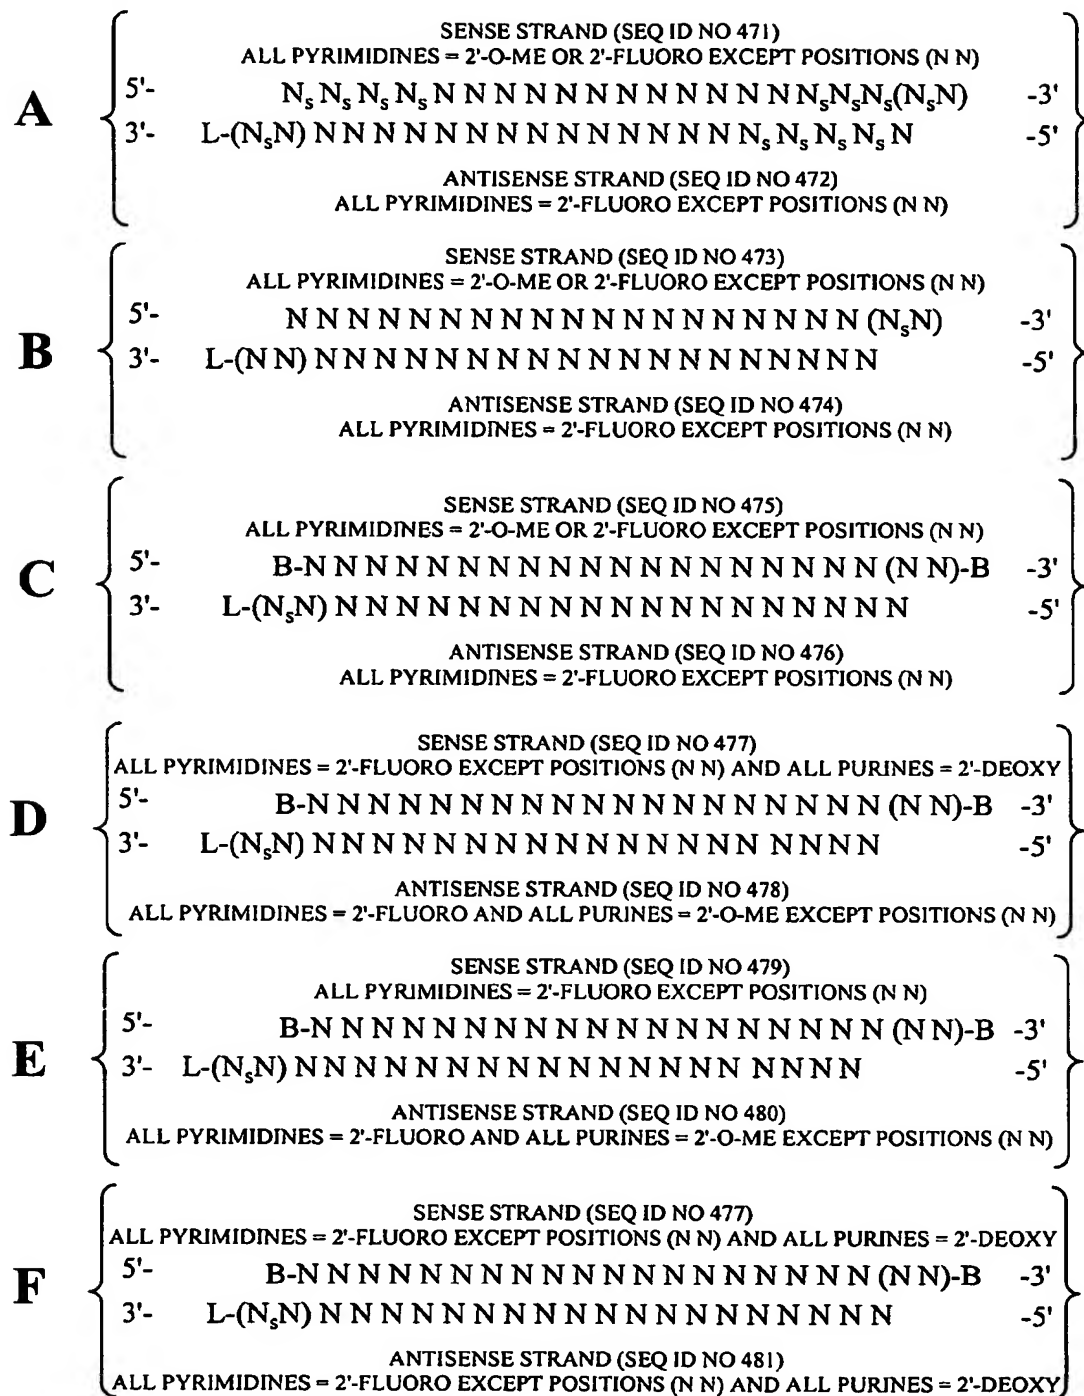 A
SENSE STRAND (SEQ ID NO 471)
ALL PYRIMIDINES = 2'-O-ME OR 2'-FLUORO EXCEPT POSITIONS (N N)
5'- NₛNₛNₛNₛN N N N N N N N N N N N NₛNₛNₛ(NₛN) -3'
3'- L-(NₛN) N N N N N N N N N N N N N N Nₛ Nₛ Nₛ Nₛ N -5'
ANTISENSE STRAND (SEQ ID NO 472)
ALL PYRIMIDINES = 2'-FLUORO EXCEPT POSITIONS (N N)
B
SENSE STRAND (SEQ ID NO 473)
ALL PYRIMIDINES = 2'-O-ME OR 2'-FLUORO EXCEPT POSITIONS (N N)
5'- N N N N N N N N N N N N N N N N N N N (NₛN) -3'
3'- L-(N N) N N N N N N N N N N N N N N N N N N N -5'
ANTISENSE STRAND (SEQ ID NO 474)
ALL PYRIMIDINES = 2'-FLUORO EXCEPT POSITIONS (N N)
C
SENSE STRAND (SEQ ID NO 475)
ALL PYRIMIDINES = 2'-O-ME OR 2'-FLUORO EXCEPT POSITIONS (N N)
5'- B-N N N N N N N N N N N N N N N N N N N (N N)-B -3'
3'- L-(NₛN) N N N N N N N N N N N N N N N N N N N -5'
ANTISENSE STRAND (SEQ ID NO 476)
ALL PYRIMIDINES = 2'-FLUORO EXCEPT POSITIONS (N N)
D
SENSE STRAND (SEQ ID NO 477)
ALL PYRIMIDINES = 2'-FLUORO EXCEPT POSITIONS (N N) AND ALL PURINES = 2'-DEOXY
5'- B-N N N N N N N N N N N N N N N N N N N (N N)-B -3'
3'- L-(NₛN) N N N N N N N N N N N N N N N N N N N -5'
ANTISENSE STRAND (SEQ ID NO 478)
ALL PYRIMIDINES = 2'-FLUORO AND ALL PURINES = 2'-O-ME EXCEPT POSITIONS (N N)
E
SENSE STRAND (SEQ ID NO 479)
ALL PYRIMIDINES = 2'-FLUORO EXCEPT POSITIONS (N N)
5'- B-N N N N N N N N N N N N N N N N N N N (N N)-B -3'
3'- L-(NₛN) N N N N N N N N N N N N N N N N N N N -5'
ANTISENSE STRAND (SEQ ID NO 480)
ALL PYRIMIDINES = 2'-FLUORO AND ALL PURINES = 2'-O-ME EXCEPT POSITIONS (N N)
F
SENSE STRAND (SEQ ID NO 477)
ALL PYRIMIDINES = 2'-FLUORO EXCEPT POSITIONS (N N) AND ALL PURINES = 2'-DEOXY
5'- B-N N N N N N N N N N N N N N N N N N N (N N)-B -3'
3'- L-(NₛN) N N N N N N N N N N N N N N N N N N N -5'
ANTISENSE STRAND (SEQ ID NO 481)
ALL PYRIMIDINES = 2'-FLUORO EXCEPT POSITIONS (N N) AND ALL PURINES = 2'-DEOXY